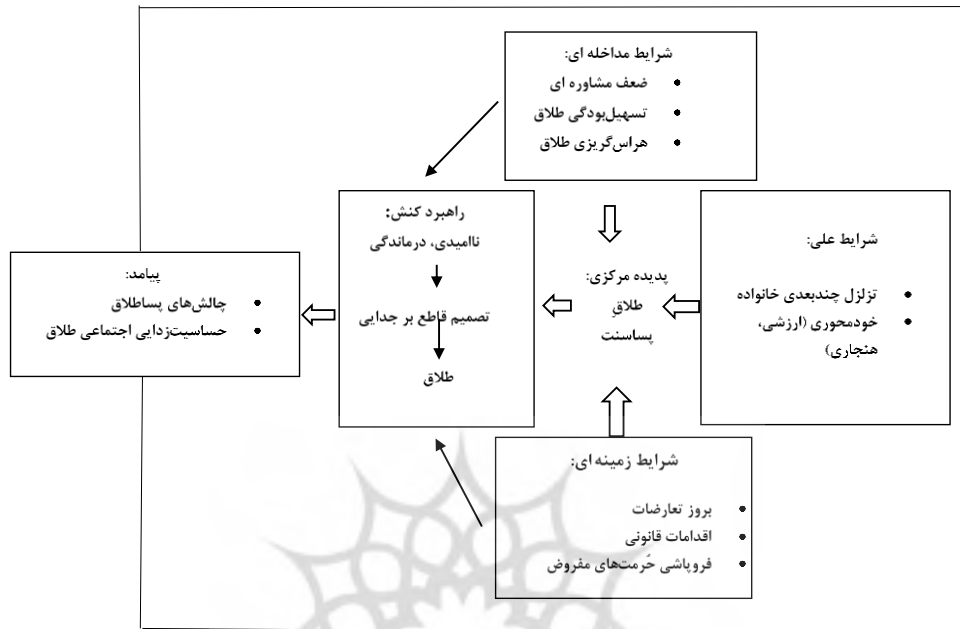 شرایط مداخله ای:
ضعف مشاوره ای
تسهیل‌بودگی طلاق
هراس‌گریزی طلاق
شرایط علی:
تزلزل چندبعدی خانواده
خودمحوری (ارزشی،
هنجاری)
پدیده مرکزی:
طلاقِ
پساسنت
راهبرد کنش:
ناامیدی، درماندگی
تصمیم قاطع بر جدایی
طلاق
پیامد:
چالش‌های پساطلاق
حساسیت‌زدایی اجتماعی طلاق
شرایط زمینه ای:
بروز تعارضات
اقدامات قانونی
فروپاشی حُرمت‌های مفروض